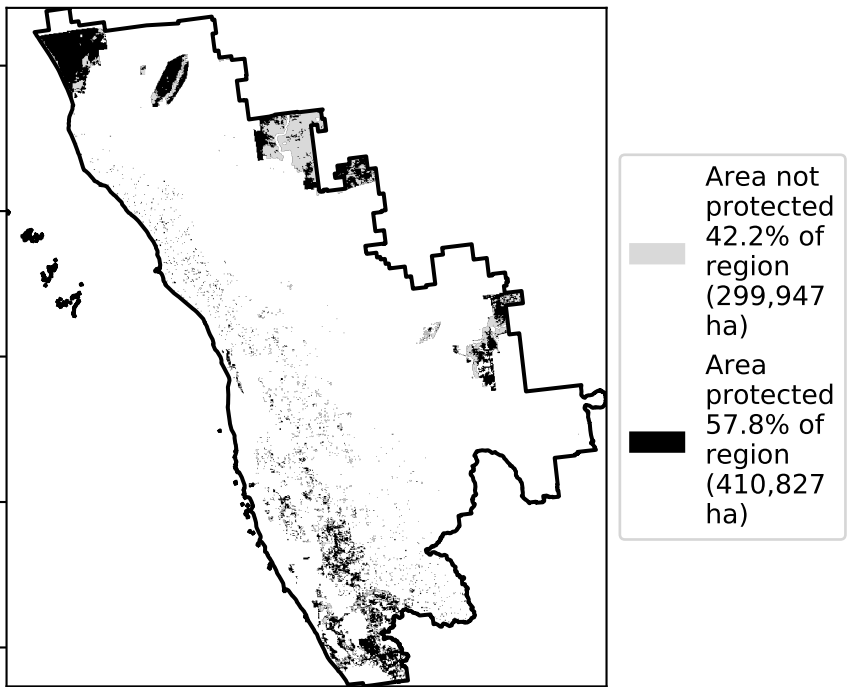 Area not
protected
42.2% of
region
(299,947
ha)
Area
protected
57.8% of
region
(410,827
ha)